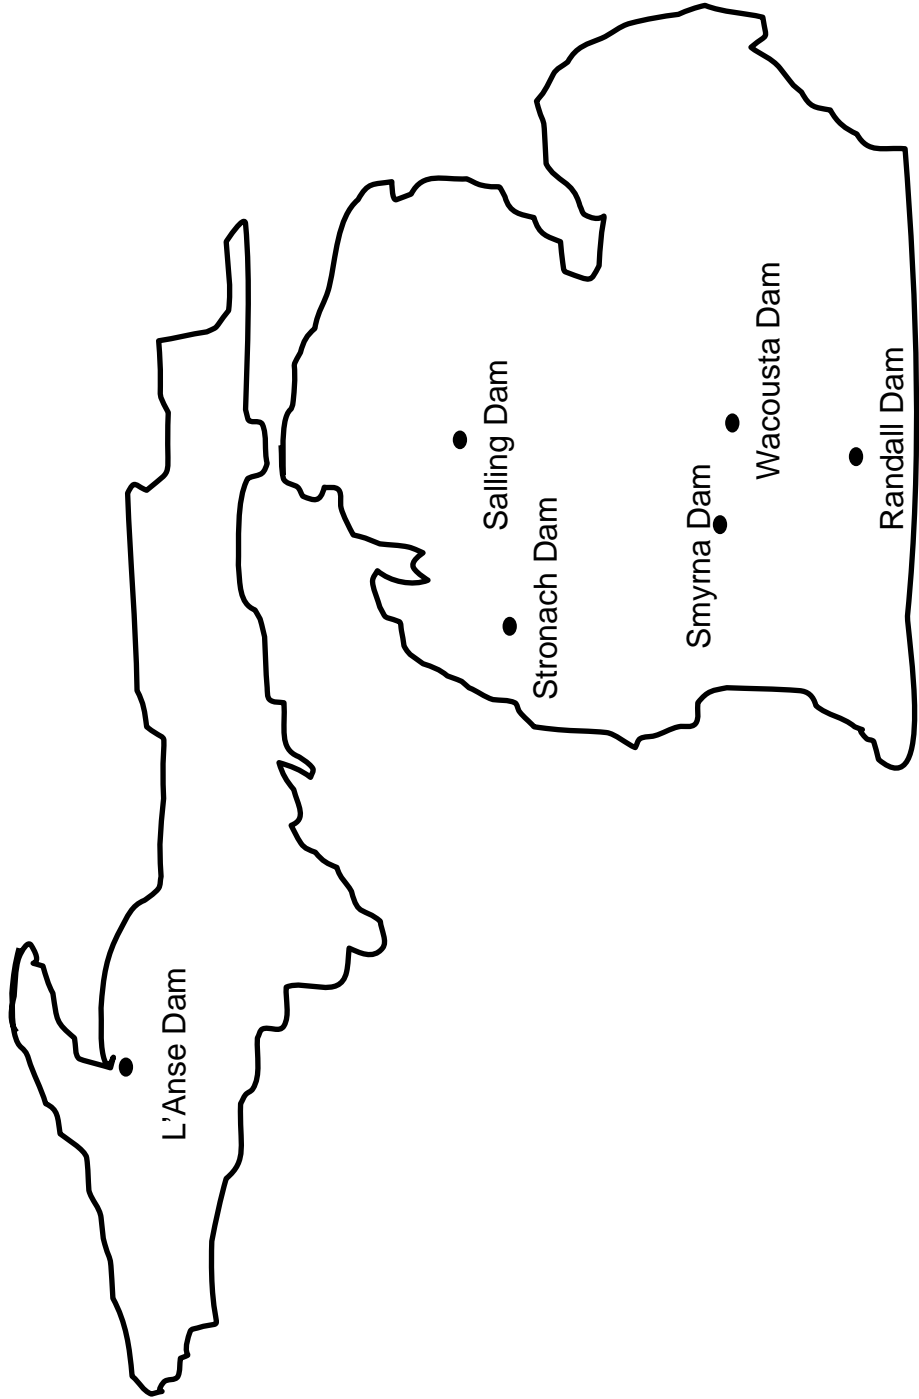 L'Anse Dam
Salling Dam
Stronach Dam
Smyrna Dam
Wacousta Dam
Randall Dam